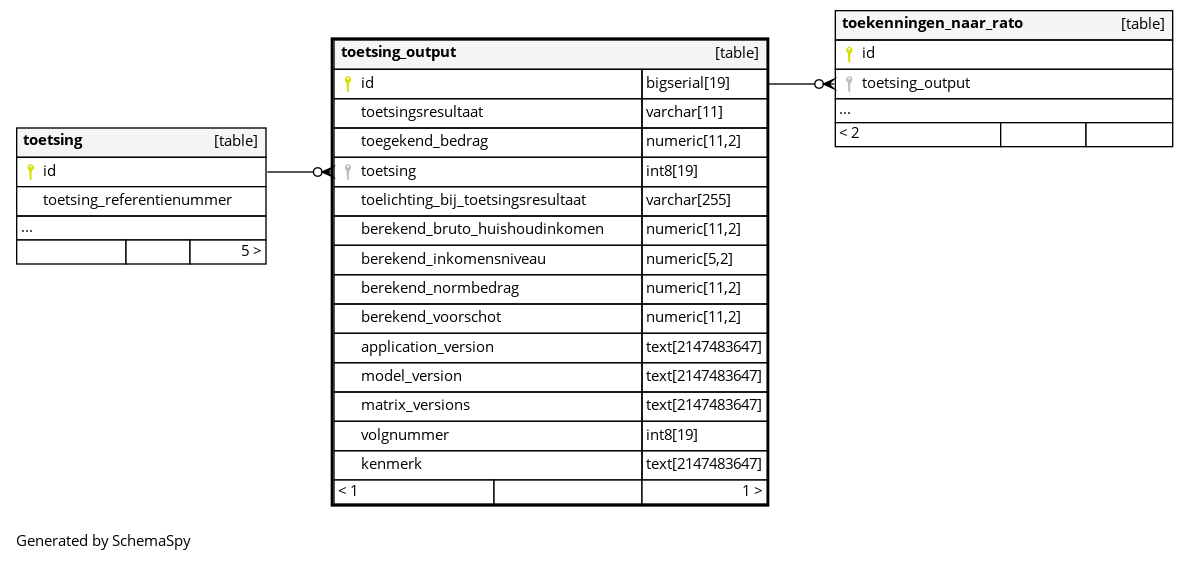 toetsing [table]
id
toetsing_referentienummer
...
5 >
toetsing_output [table]
id bigserial[19]
toetsingsresultaat varchar[11]
toegekend_bedrag numeric[11,2]
toetsing int8[19]
toelichting_bij_toetsingsresultaat varchar[255]
berekend_bruto_huishoudinkomen numeric[11,2]
berekend_inkomensniveau numeric[5,2]
berekend_normbedrag numeric[11,2]
berekend_voorschot numeric[11,2]
application_version text[2147483647]
model_version text[2147483647]
matrix_versions text[2147483647]
volgnummer int8[19]
kenmerk text[2147483647]
< 1 1 >
toekenningen_naar_rato [table]
id
toetsing_output
...
< 2
Generated by SchemaSpy